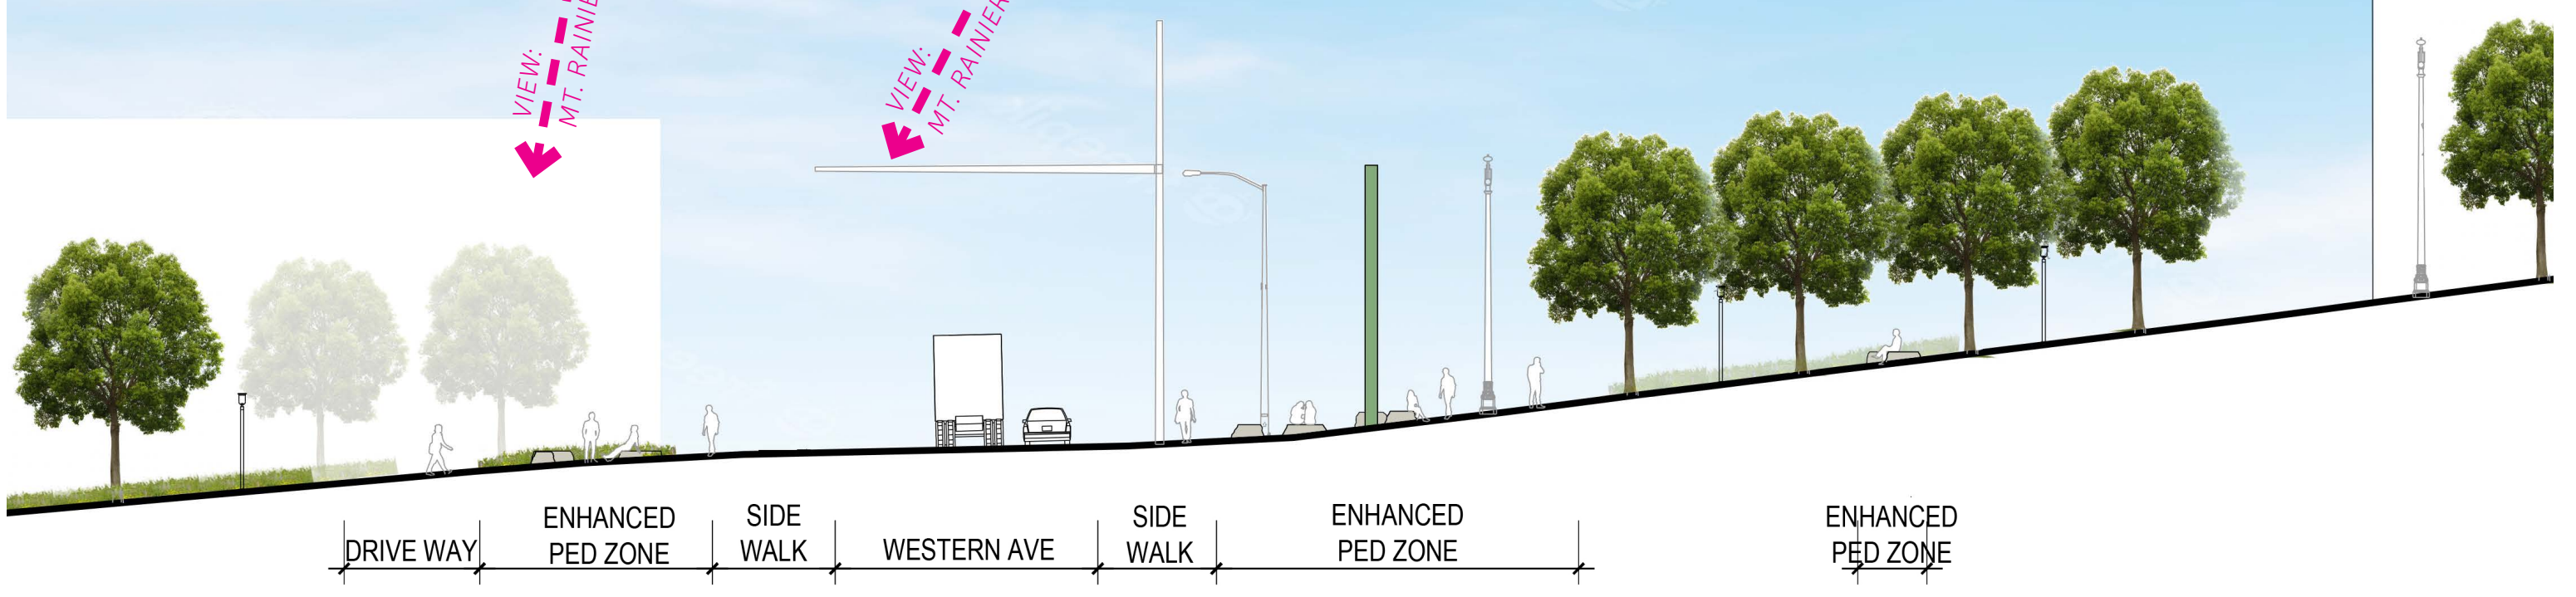 VIEW:
MT. RAINIER
VIEW:
MT. RAINIER
DRIVE WAY
ENHANCED
PED ZONE
SIDE
WALK
WESTERN AVE
SIDE
WALK
ENHANCED
PED ZONE
ENHANCED
PED ZONE